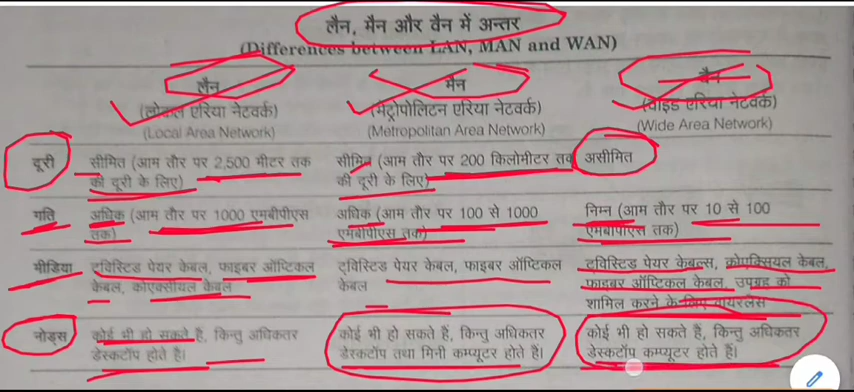 लैन, मैन और वैन में अन्तर
(Differences between LAN, MAN and WAN)
लैन
(लोकल एरिया नेटवर्क)
(Local Area Network)
मैन
(मेट्रोपोलिटन एरिया नेटवर्क)
(Metropolitan Area Network)
वैन
(वाइड एरिया नेटवर्क)
(Wide Area Network)
दूरी
सीमित (आम तौर पर 2,500 मीटर तक
की दूरी के लिए)
सीमित (आम तौर पर 200 किलोमीटर तक
की दूरी के लिए)
असीमित
गति
अधिक (आम तौर पर 1000 एमबीपीएस
तक)
अधिक (आम तौर पर 100 से 1000
एमबीपीएस तक)
निम्न (आम तौर पर 10 से 100
एमबीपीएस तक)
मीडिया
ट्विस्टिड पेयर केबल, फाइबर ऑप्टिकल
केबल, कोएक्सीयल केबल
ट्विस्टिड पेयर केबल, फाइबर ऑप्टिकल
केबल
ट्विस्टिड पेयर केबल्स, क्रोएक्सियल केबल,
फाइबर ऑप्टिकल केबल, उपग्रह को
शामिल करने के लिए वायरलैस
नोड्स
कोई भी हो सकते हैं, किन्तु अधिकतर
डेस्कटॉप होते हैं।
कोई भी हो सकते हैं, किन्तु अधिकतर
डेस्कटॉप तथा मिनी कम्प्यूटर होते हैं।
कोई भी हो सकते हैं, किन्तु अधिकतर
डेस्कटॉप कम्प्यूटर होते हैं।